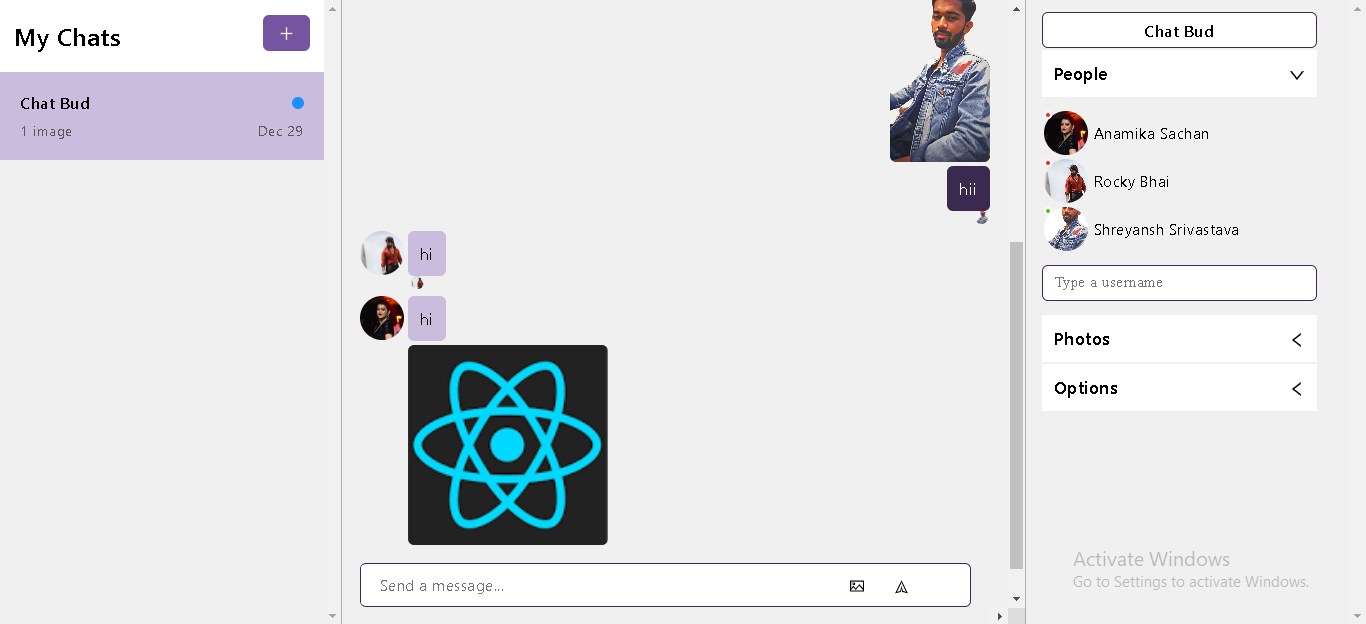 My Chats
+
Chat Bud
1 image
Dec 29
hii
hi
hi
Send a message...
Chat Bud
People
Anamika Sachan
Rocky Bhai
Shreyansh Srivastava
Type a username
Photos
Options
Activate Windows
Go to Settings to activate Windows.